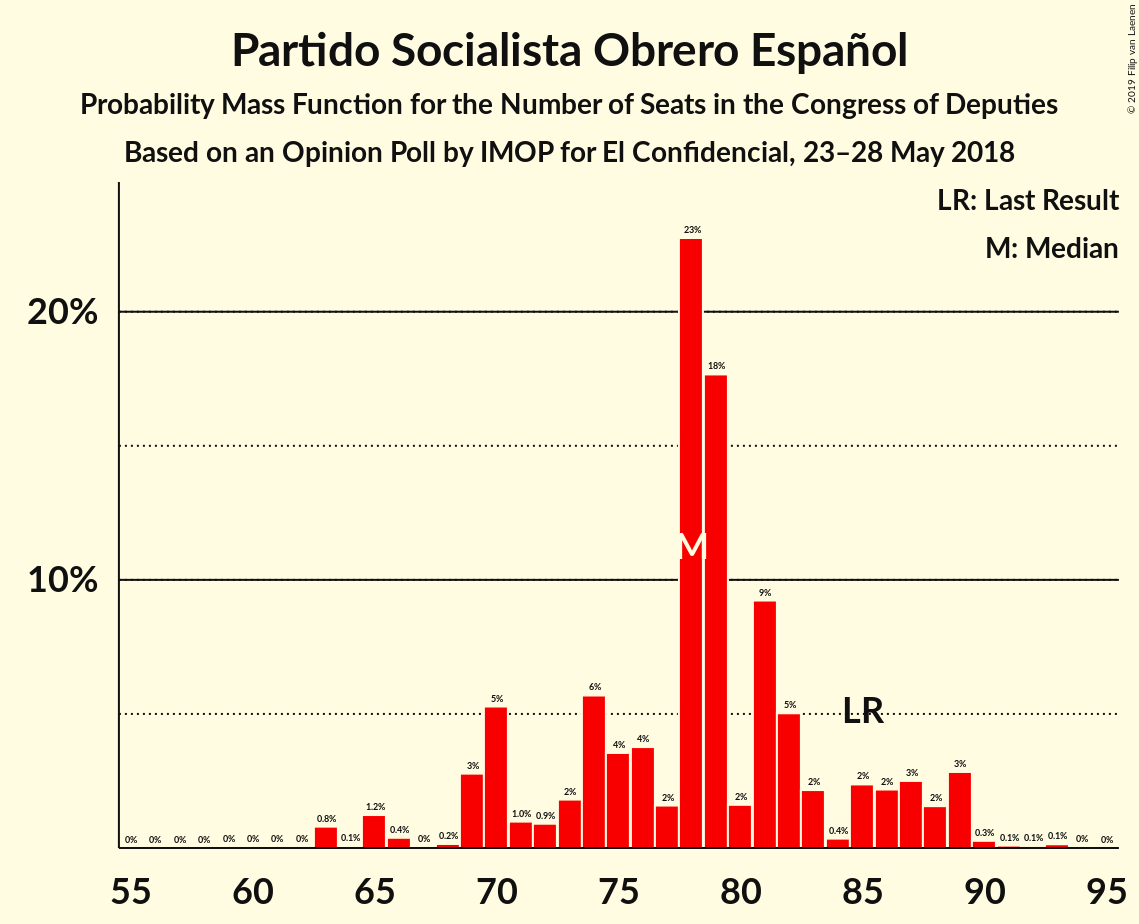 Partido Socialista Obrero Español
Probability Mass Function for the Number of Seats in the Congress of Deputies
Based on an Opinion Poll by IMOP for El Confidencial, 23–28 May 2018
© 2019 Filip van Laenen
LR: Last Result
M: Median
20%
10%
0% 0% 0% 0% 0% 0% 0% 0% 0.8% 0.1% 1.2% 0.4% 0% 0.2% 3% 5% 1.0% 0.9% 2% 6% 4% 4% 2% 23% 18% 2% 9% 5% 2% 0.4% 2% 2% 3% 2% 3% 0.3% 0.1% 0.1% 0.1% 0% 0%
M
LR
55 60 65 70 75 80 85 90 95